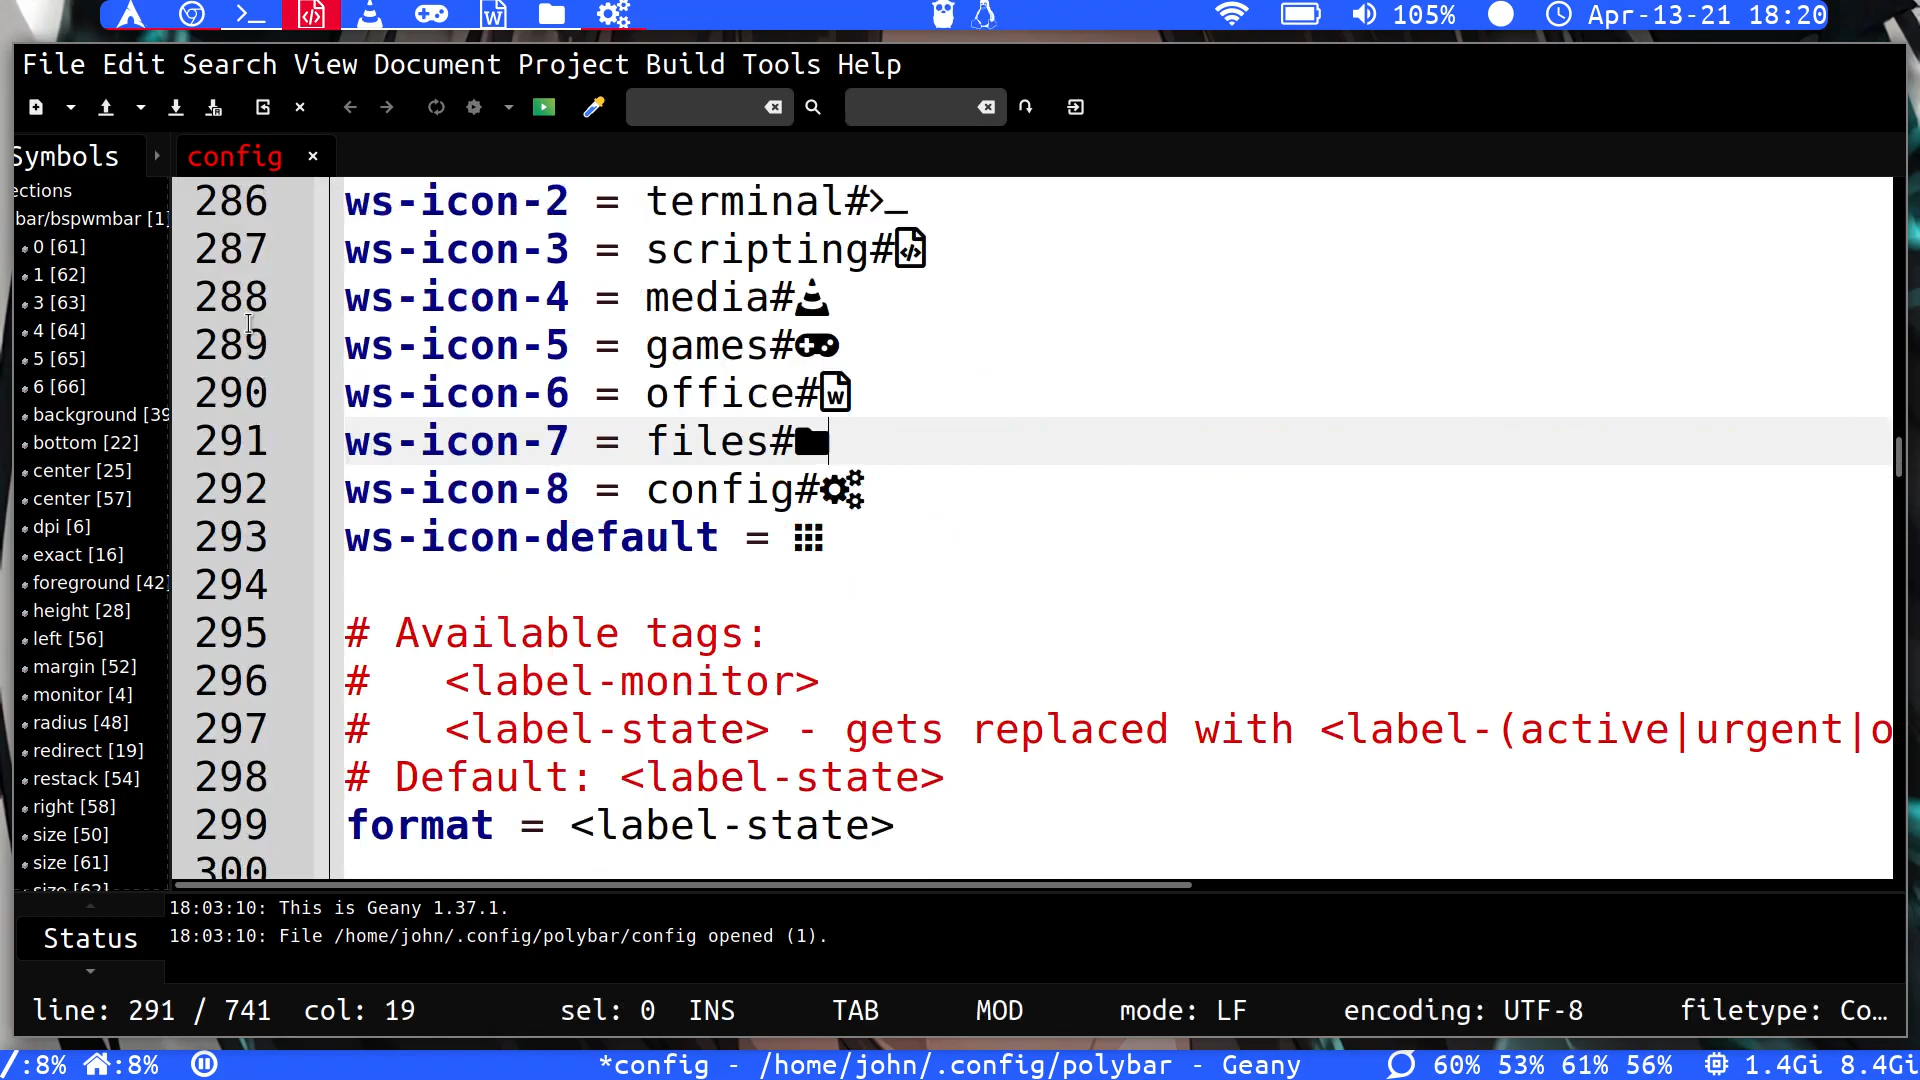 105% Apr-13-21 18:20
File Edit Search View Document Project Build Tools Help
Symbols config
286 ws-icon-2 = terminal#
287 ws-icon-3 = scripting#
288 ws-icon-4 = media#
289 ws-icon-5 = games#
290 ws-icon-6 = office#
291 ws-icon-7 = files#
292 ws-icon-8 = config#
293 ws-icon-default =
294
295 # Available tags:
296 #   <label-monitor>
297 #   <label-state> - gets replaced with <label-(active|urgent|o
298 # Default: <label-state>
299 format = <label-state>
300
ections
bar/bspwmbar [1]
0 [61]
1 [62]
3 [63]
4 [64]
5 [65]
6 [66]
background [39
bottom [22]
center [25]
center [57]
dpi [6]
exact [16]
foreground [42]
height [28]
left [56]
margin [52]
monitor [4]
radius [48]
redirect [19]
restack [54]
right [58]
size [50]
size [61]
size [62]
Status
18:03:10: This is Geany 1.37.1.
18:03:10: File /home/john/.config/polybar/config opened (1).
line: 291 / 741 col: 19 sel: 0 INS TAB MOD mode: LF encoding: UTF-8 filetype: Co...
/:8% :8% *config - /home/john/.config/polybar - Geany 60% 53% 61% 56% 1.4Gi 8.4Gi